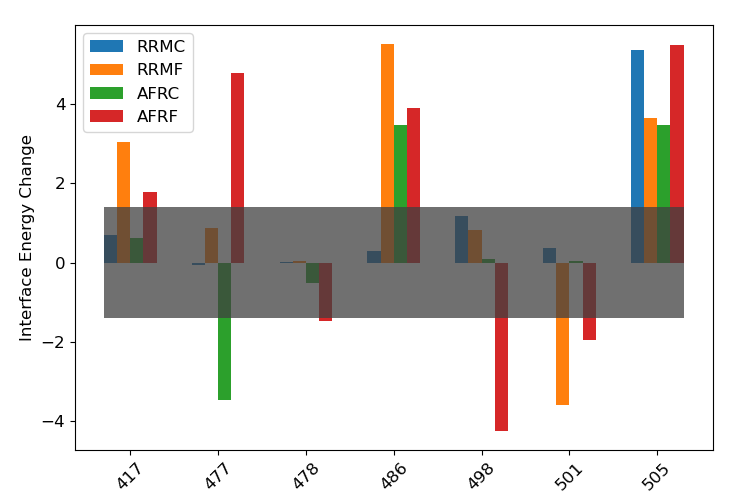 RRMC
RRMF
AFRC
AFRF
Interface Energy Change
4
2
0
−2
−4
417
477
478
486
498
501
505